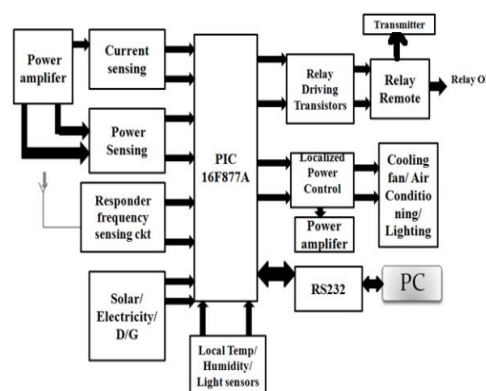 Transmitter
Power
amplifer
Current
sensing
Relay
Driving
Transistors
Relay
Remote
Relay O
Power
Sensing
PIC
16F877A
Localized
Power
Control
Cooling
fan/ Air
Conditio
ning/
Lighting
Responder
frequency
sensing ckt
Power
amplifer
Solar/
Electricity/
D/G
RS232
PC
Local Temp/
Humidity/
Light sensors